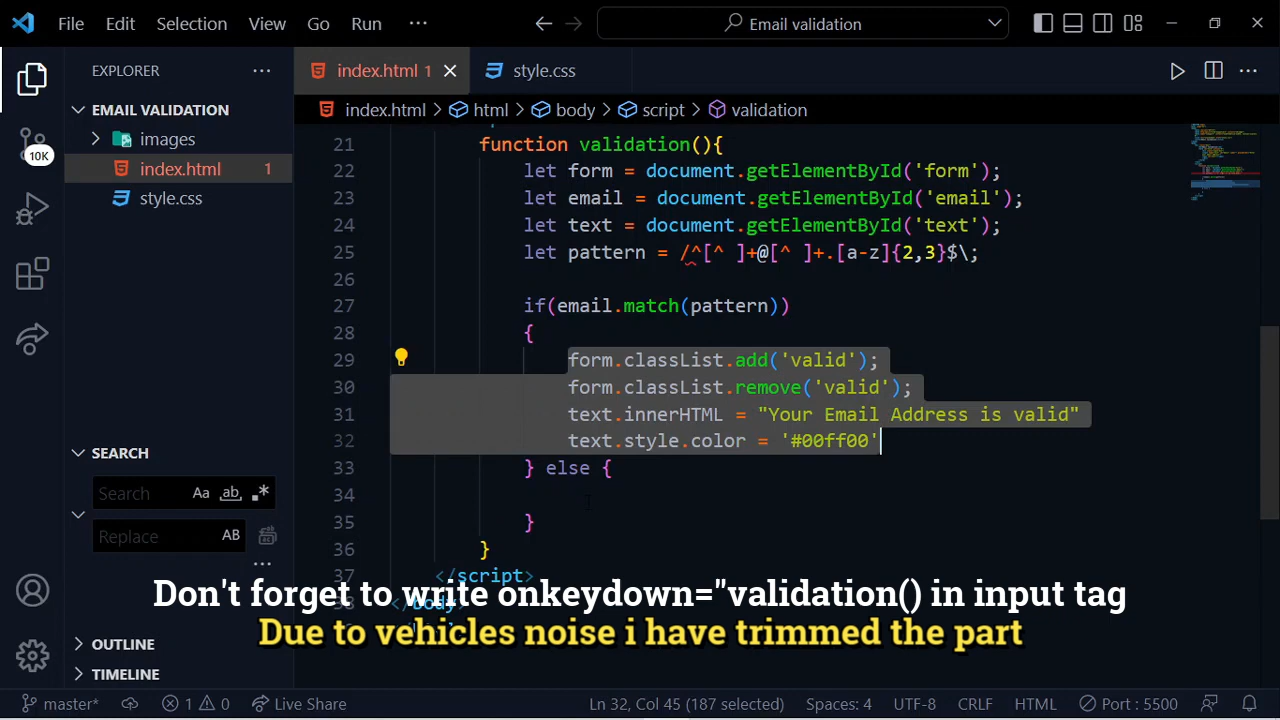 File Edit Selection View Go Run ··· Email validation
EXPLORER ···
EMAIL VALIDATION
images
index.html 1
style.css
10K
SEARCH
Search Aa ab
Replace AB
···
OUTLINE
TIMELINE
index.html 1 style.css ···
index.html > html > body > script > validation
21 function validation(){
22 let form = document.getElementById('form');
23 let email = document.getElementById('email');
24 let text = document.getElementById('text');
25 let pattern = /^[^ ]+@[^ ]+.[a-z]{2,3}$\;
26
27 if(email.match(pattern))
28 {
29 form.classList.add('valid');
30 form.classList.remove('valid');
31 text.innerHTML = "Your Email Address is valid"
32 text.style.color = '#00ff00'
33 } else {
34
35 }
36 }
37 </script>
</body>
Don't forget to write onkeydown="validation() in input tag
Due to vehicles noise i have trimmed the part
master* 1 0 Live Share Ln 32, Col 45 (187 selected) Spaces: 4 UTF-8 CRLF HTML Port : 5500